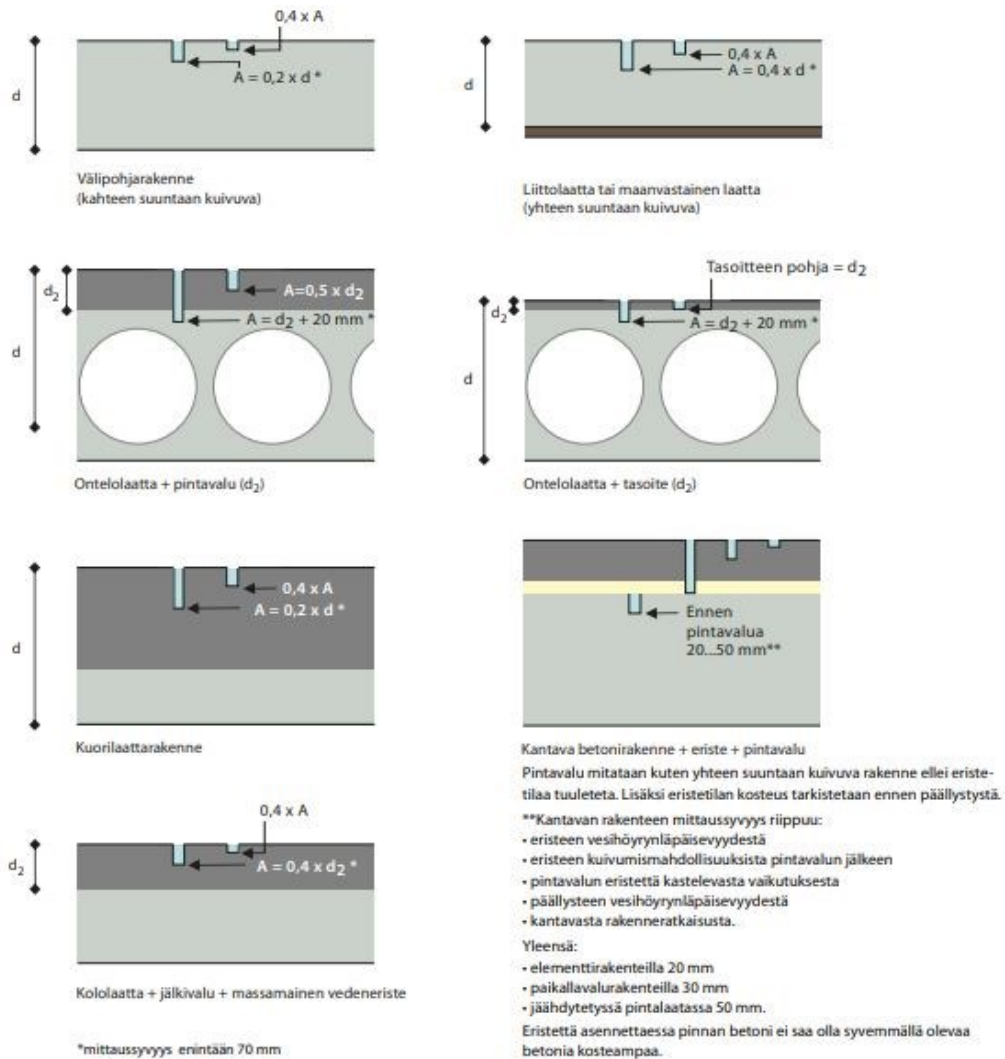 0,4 x A
d
A = 0,2 x d *
Välipohjarakenne
(kahteen suuntaan kuivuva)
0,4 x A
A = 0,4 x d *
d
Liittolaatta tai maanvastainen laatta
(yhteen suuntaan kuivuva)
d2
A=0,5 x d2
A = d2 + 20 mm *
d
Ontelolaatta + pintavalu (d2)
Tasoitteen pohja = d2
d2
A = d2 + 20 mm *
d
Ontelolaatta + tasoite (d2)
0,4 x A
A = 0,2 x d *
d
Kuorilaattarakenne
Ennen
pintavalua
20...50 mm**
Kantava betonirakenne + eriste + pintavalu
Pintavalu mitataan kuten yhteen suuntaan kuivuva rakenne ellei eriste-
tilaa tuuleteta. Lisäksi eristetilan kosteus tarkistetaan ennen päällystystä.
**Kantavan rakenteen mittaussyvyys riippuu:
• eristeen vesihöyrynläpäisevyydestä
• eristeen kuivumismahdollisuuksista pintavalun jälkeen
• pintavalun eristettä kastelevasta vaikutuksesta
• päällysteen vesihöyrynläpäisevyydestä
• kantavasta rakenneratkaisusta.
Yleensä:
• elementtirakenteilla 20 mm
• paikallavalurakenteilla 30 mm
• jäähdytetyssä pintalaatassa 50 mm.
Eristettä asennettaessa pinnan betoni ei saa olla syvemmällä olevaa
betonia kosteampaa.
0,4 x A
d2
A = 0,4 x d2 *
Kololaatta + jälkivalu + massamainen vedeneriste
*mittaussyvyys enintään 70 mm